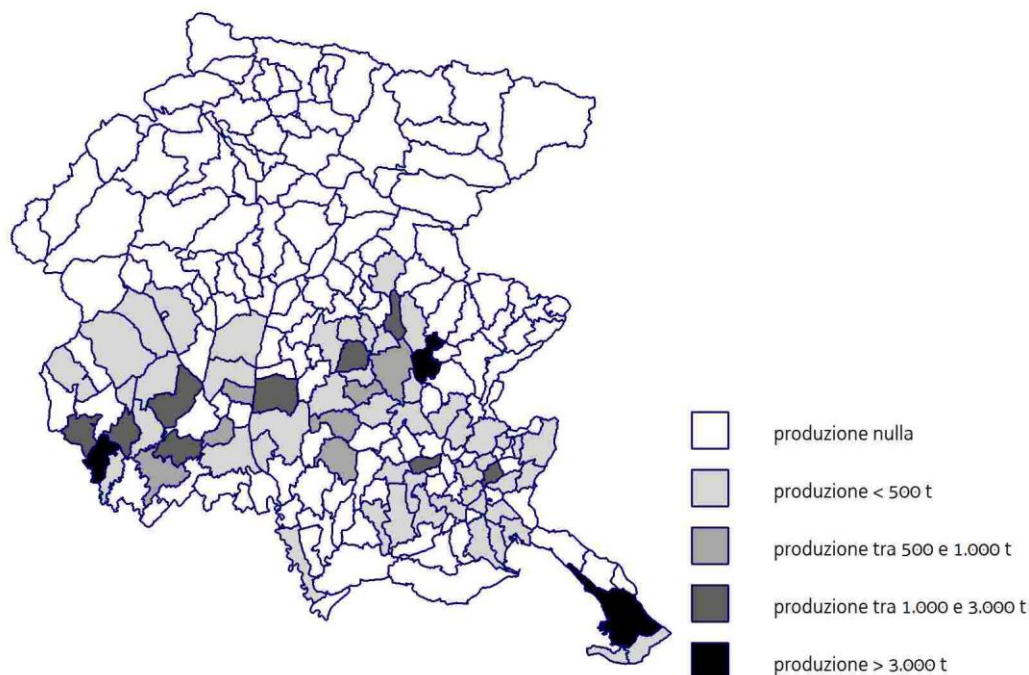 produzione nulla
produzione < 500 t
produzione tra 500 e 1.000 t
produzione tra 1.000 e 3.000 t
produzione > 3.000 t